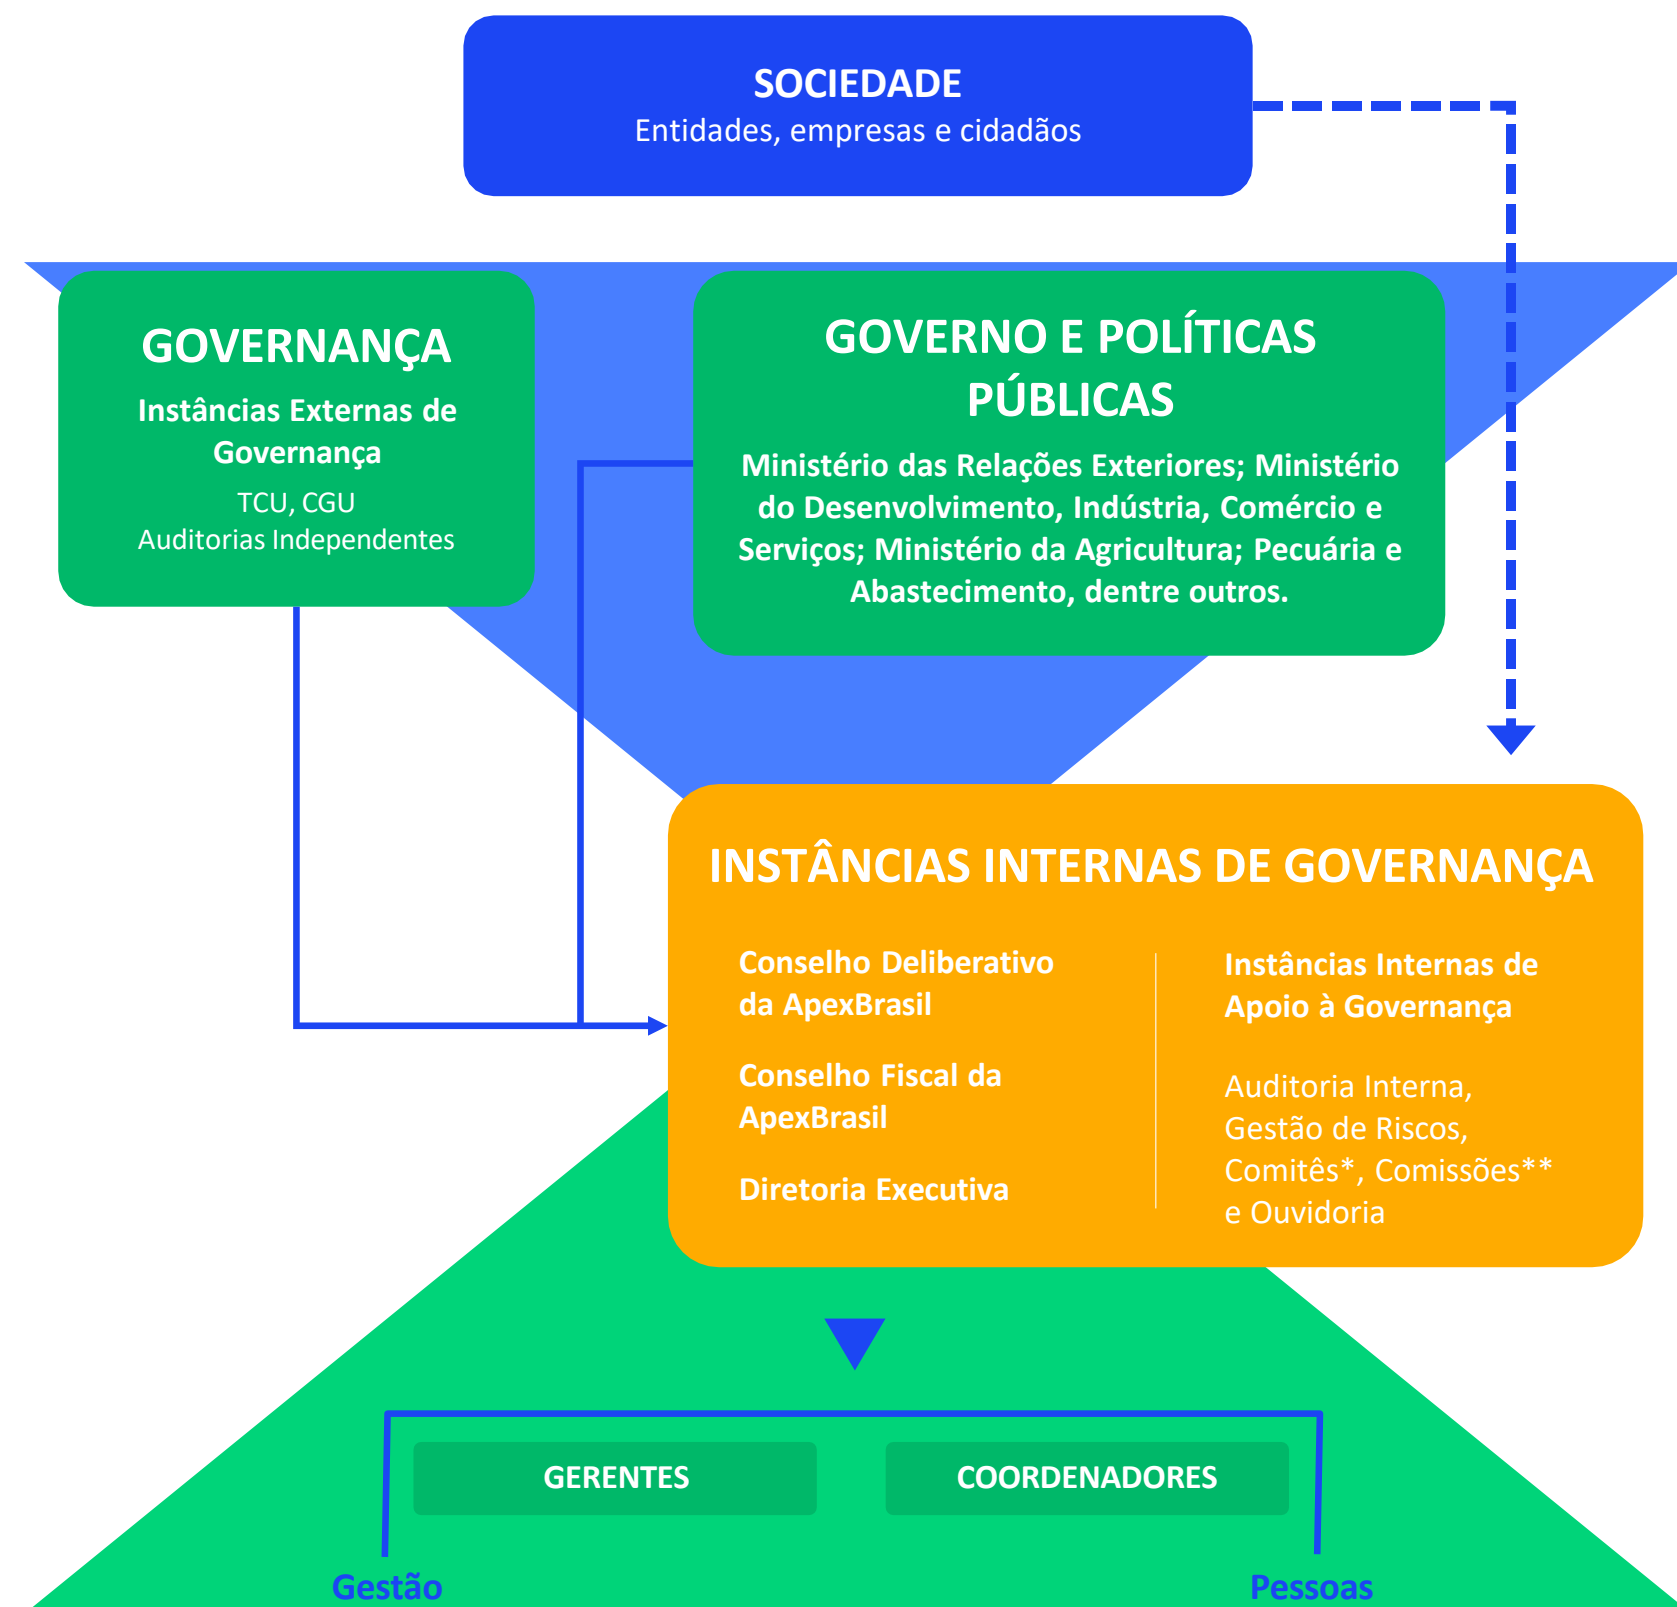 SOCIEDADE
Entidades, empresas e cidadãos
GOVERNANÇA
Instâncias Externas de
Governança
TCU, CGU
Auditorias Independentes
GOVERNO E POLÍTICAS
PÚBLICAS
Ministério das Relações Exteriores; Ministério
do Desenvolvimento, Indústria, Comércio e
Serviços; Ministério da Agricultura; Pecuária e
Abastecimento, dentre outros.
INSTÂNCIAS INTERNAS DE GOVERNANÇA
Conselho Deliberativo
da ApexBrasil
Conselho Fiscal da
ApexBrasil
Diretoria Executiva
Instâncias Internas de
Apoio à Governança
Auditoria Interna,
Gestão de Riscos,
Comitês*, Comissões**
e Ouvidoria
GERENTES
COORDENADORES
Gestão
Pessoas